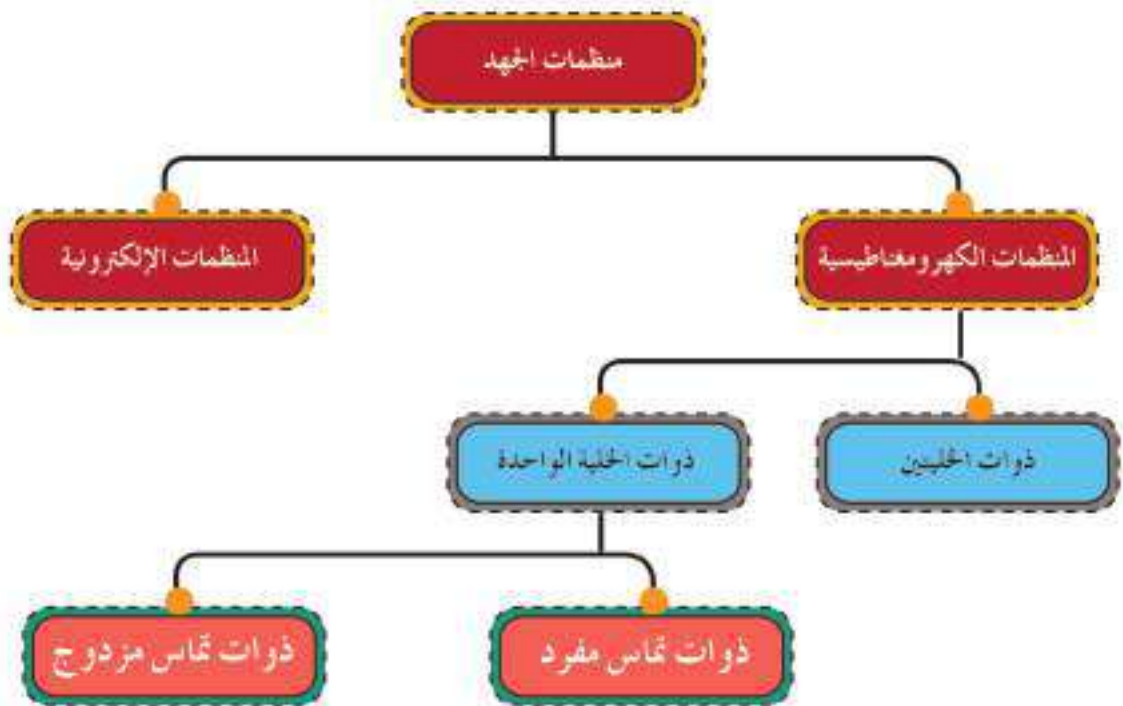 منظمات الجهد
المنظمات الكهرومغناطيسية
المنظمات الإلكترونية
ذوات الخليتين
ذوات الخلية الواحدة
ذوات تماس مفرد
ذوات تماس مزدوج